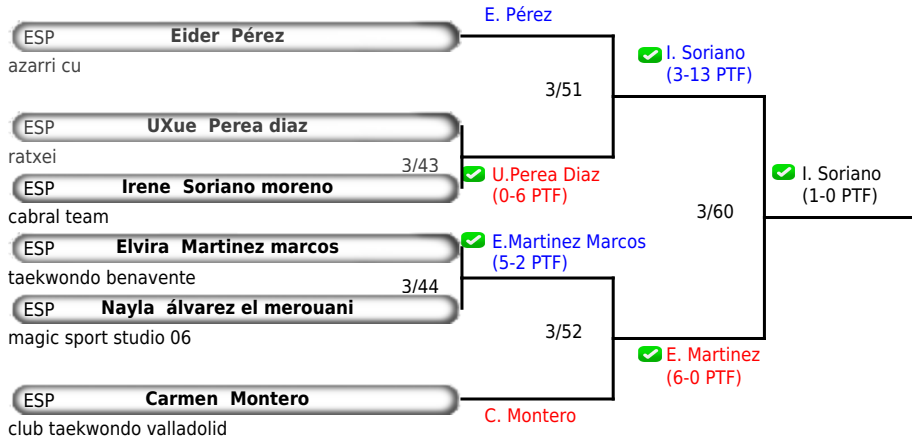 E. Pérez
ESP Eider Pérez
azarri cu
I. Soriano
(3-13 PTF)
3/51
ESP UXue Perea diaz
ratxei
3/43
U.Perea Diaz
(0-6 PTF)
ESP Irene Soriano moreno
cabral team
I. Soriano
(1-0 PTF)
3/60
ESP Elvira Martinez marcos
taekwondo benavente
E.Martinez Marcos
(5-2 PTF)
3/44
ESP Nayla álvarez el merouani
magic sport studio 06
3/52
E. Martinez
(6-0 PTF)
ESP Carmen Montero
club taekwondo valladolid
C. Montero